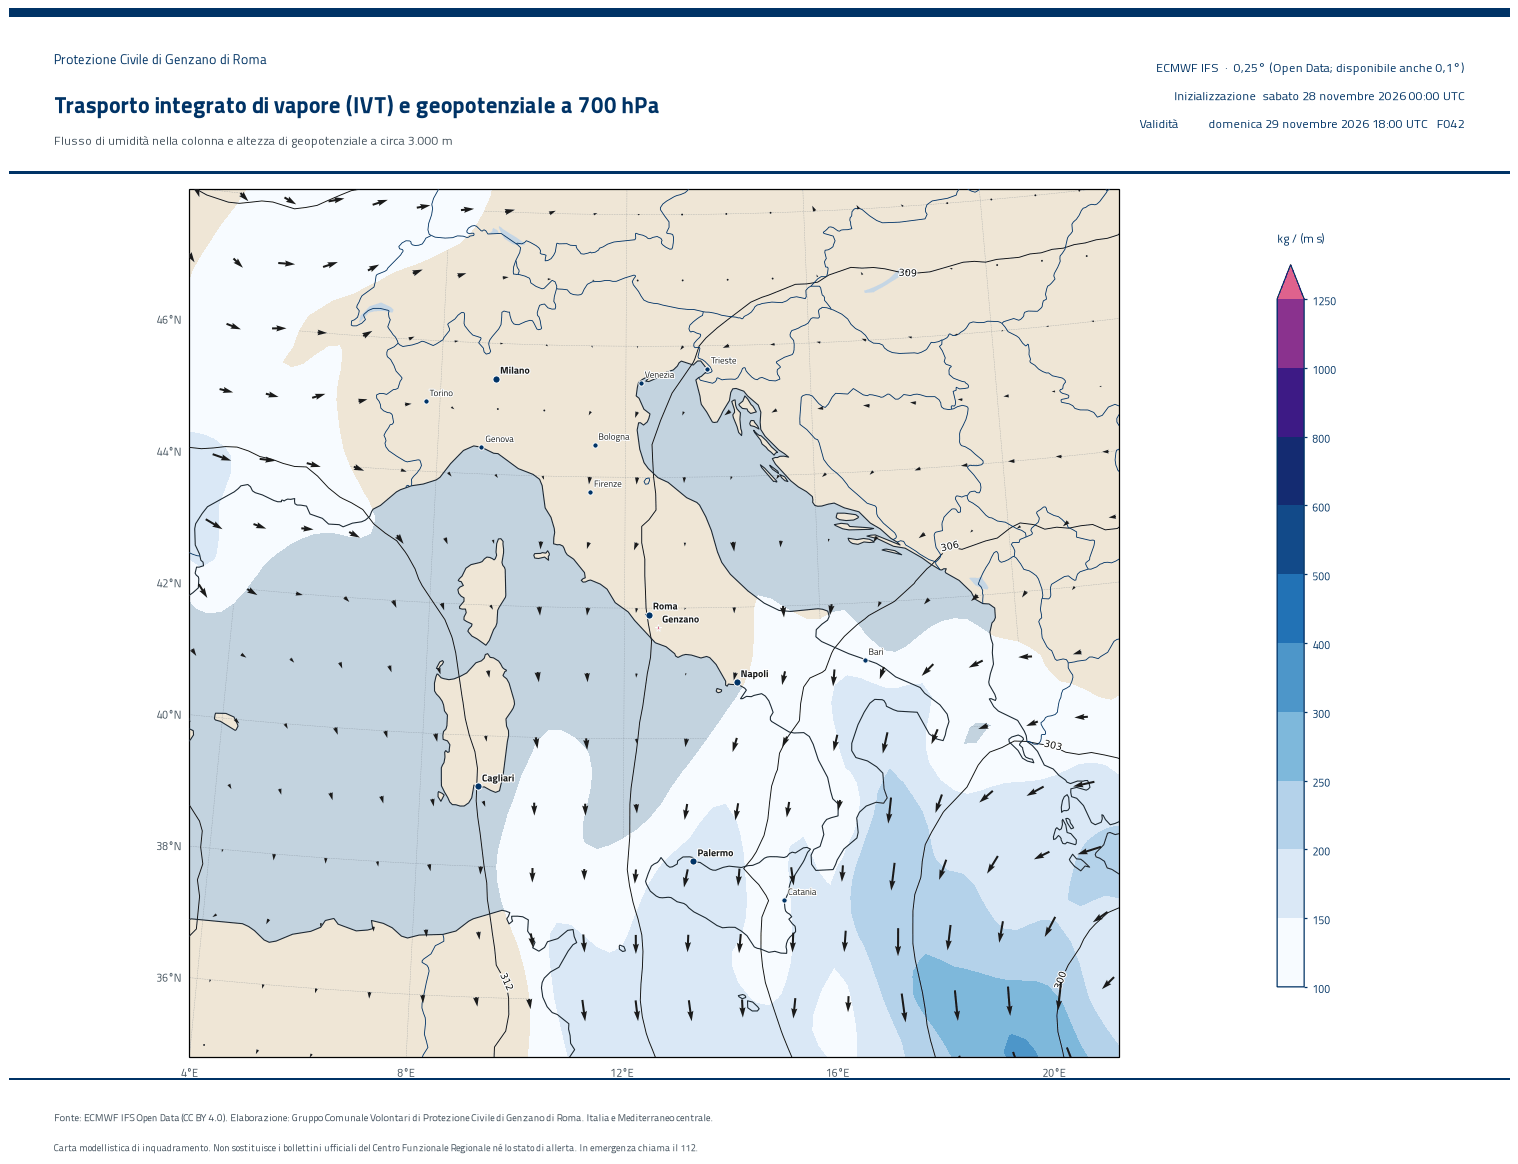 Protezione Civile di Genzano di Roma
Trasporto integrato di vapore (IVT) e geopotenziale a 700 hPa
Flusso di umidità nella colonna e altezza di geopotenziale a circa 3.000 m
ECMWF IFS · 0,25° (Open Data; disponibile anche 0,1°)
Inizializzazione sabato 28 novembre 2026 00:00 UTC
Validità domenica 29 novembre 2026 18:00 UTC F042
kg / (m s)
1250
1000
800
600
500
400
300
250
200
150
100
46°N
44°N
42°N
40°N
38°N
36°N
4°E
8°E
12°E
16°E
20°E
309
306
303
300
312
Milano
Torino
Venezia
Trieste
Genova
Bologna
Firenze
Roma
Genzano
Napoli
Bari
Cagliari
Palermo
Catania
Fonte: ECMWF IFS Open Data (CC BY 4.0). Elaborazione: Gruppo Comunale Volontari di Protezione Civile di Genzano di Roma. Italia e Mediterraneo centrale.
Carta modellistica di inquadramento. Non sostituisce i bollettini ufficiali del Centro Funzionale Regionale né lo stato di allerta. In emergenza chiama il 112.